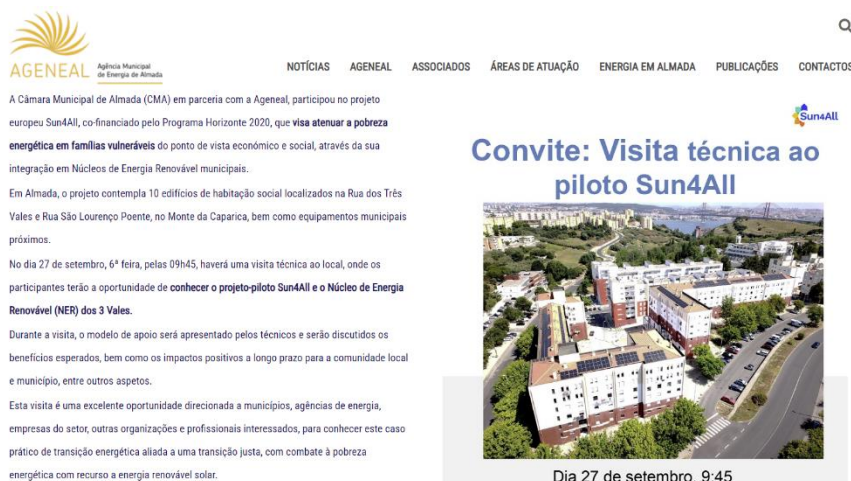 AGENEAL
Agência Municipal
de Energia de Almada
NOTÍCIAS AGENEAL ASSOCIADOS ÁREAS DE ATUAÇÃO ENERGIA EM ALMADA PUBLICAÇÕES CONTACTOS
A Câmara Municipal de Almada (CMA) em parceria com a Ageneal, participou no projeto
europeu Sun4All, co-financiado pelo Programa Horizonte 2020, que visa atenuar a pobreza
energética em famílias vulneráveis do ponto de vista económico e social, através da sua
integração em Núcleos de Energia Renovável municipais.
Em Almada, o projeto contempla 10 edifícios de habitação social localizados na Rua dos Três
Vales e Rua São Lourenço Poente, no Monte da Caparica, bem como equipamentos municipais
próximos.
No dia 27 de setembro, 6ª feira, pelas 09h45, haverá uma visita técnica ao local, onde os
participantes terão a oportunidade de conhecer o projeto-piloto Sun4All e o Núcleo de Energia
Renovável (NER) dos 3 Vales.
Durante a visita, o modelo de apoio será apresentado pelos técnicos e serão discutidos os
benefícios esperados, bem como os impactos positivos a longo prazo para a comunidade local
e município, entre outros aspetos.
Esta visita é uma excelente oportunidade direcionada a municípios, agências de energia,
empresas do setor, outras organizações e profissionais interessados, para conhecer este caso
prático de transição energética aliada a uma transição justa, com combate à pobreza
energética com recurso a energia renovável solar.
Sun4All
Convite: Visita técnica ao
piloto Sun4All
Dia 27 de setembro, 9:45